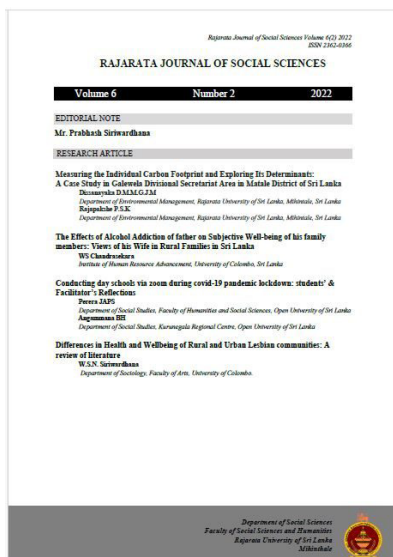 Rajarata Journal of Social Sciences Volume 6(2) 2022
ISSN 2362-0366
RAJARATA JOURNAL OF SOCIAL SCIENCES
Volume 6 Number 2 2022
EDITORIAL NOTE
Mr. Prabhash Siriwardhana
RESEARCH ARTICLE
Measuring the Individual Carbon Footprint and Exploring Its Determinants:
A Case Study in Galewela Divisional Secretariat Area in Matale District of Sri Lanka
Dissanayaka D.M.M.G.J.M
Department of Environmental Management, Rajarata University of Sri Lanka, Mihintale, Sri Lanka
Rajapakshe P.S.K
Department of Environmental Management, Rajarata University of Sri Lanka, Mihintale, Sri Lanka
The Effects of Alcohol Addiction of father on Subjective Well-being of his family
members: Views of his Wife in Rural Families in Sri Lanka
WS Chandrasekara
Institute of Human Resource Advancement, University of Colombo, Sri Lanka
Conducting day schools via zoom during covid-19 pandemic lockdown: students' &
Facilitator's Reflections
Perera JAPS
Department of Social Studies, Faculty of Humanities and Social Sciences, Open University of Sri Lanka
Angammana BH
Department of Social Studies, Kurunegala Regional Centre, Open University of Sri Lanka
Differences in Health and Wellbeing of Rural and Urban Lesbian communities: A
review of literature
W.S.N. Siriwardhana
Department of Sociology, Faculty of Arts, University of Colombo.
Department of Social Sciences
Faculty of Social Sciences and Humanities
Rajarata University of Sri Lanka
Mihinthale